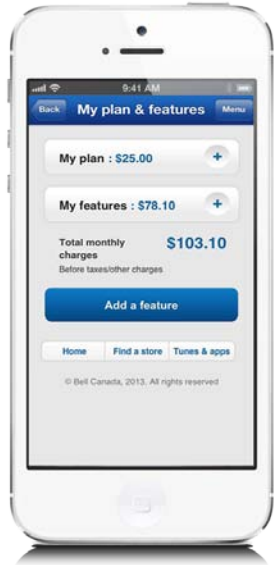 9:41 AM
Back My plan & features Menu
My plan : $25.00 +
My features : $78.10 +
Total monthly $103.10
charges
Before taxes/other charges
Add a feature
Home Find a store Tunes & apps
© Bell Canada, 2013. All rights reserved